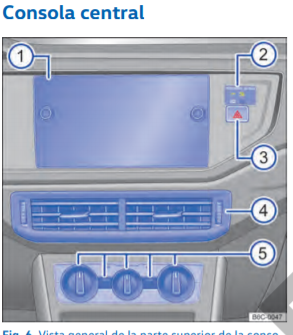 Consola central
1
2
3
4
5
B6C-0047
Fig. 6 Vista general de la parte superior de la conso-